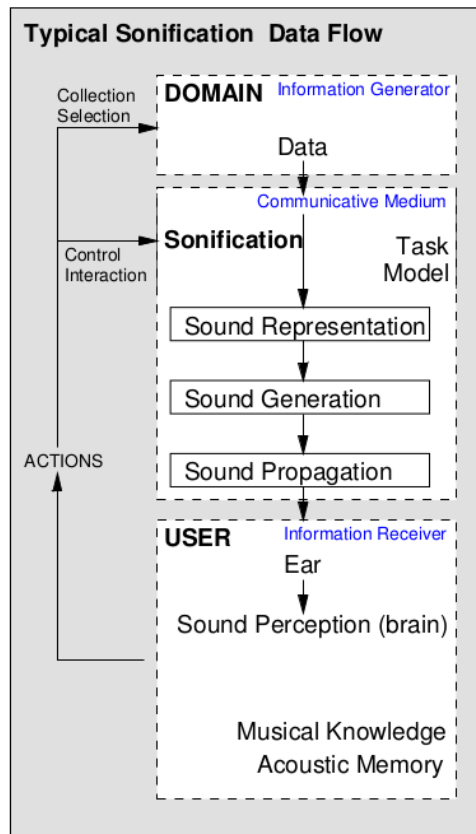 Typical Sonification Data Flow
Collection
Selection
DOMAIN Information Generator
Data
Communicative Medium
Sonification
Control
Interaction
Task
Model
Sound Representation
Sound Generation
ACTIONS
Sound Propagation
USER Information Receiver
Ear
Sound Perception (brain)
Musical Knowledge
Acoustic Memory